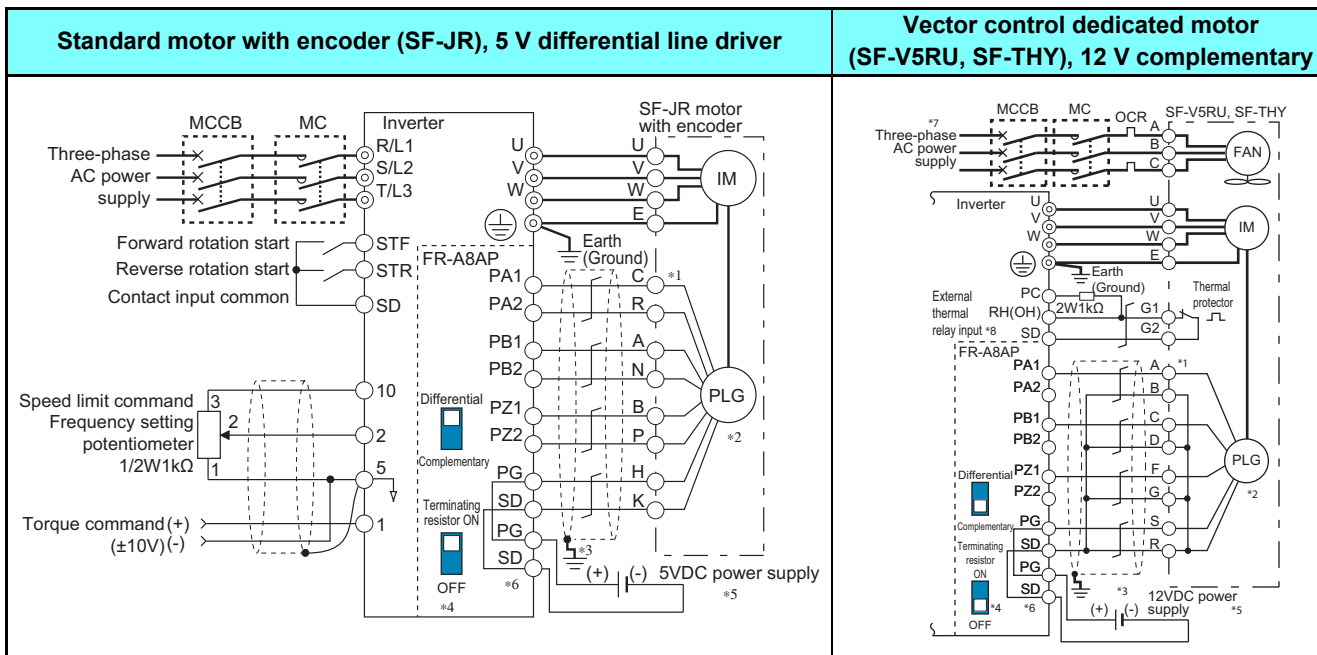 Standard motor with encoder (SF-JR), 5 V differential line driver
MCCB
MC
Inverter
SF-JR motor
with encoder
Three-phase
AC power
supply
R/L1
S/L2
T/L3
U
V
W
U
V
W
E
IM
Forward rotation start
Reverse rotation start
Contact input common
STF
STR
SD
Earth
(Ground)
FR-A8AP
PA1
PA2
PB1
PB2
PZ1
PZ2
PG
SD
PG
SD
C
*1
R
A
N
B
P
H
K
PLG
*2
Differential
Complementary
Terminating
resistor ON
OFF
*4
*6
*3
(+)
(-)
5VDC power supply
*5
Speed limit command
Frequency setting
potentiometer
1/2W1kΩ
3
2
1
10
2
5
1
Torque command (+)
(±10V) (-)
Vector control dedicated motor
(SF-V5RU, SF-THY), 12 V complementary
MCCB
MC
OCR
SF-V5RU, SF-THY
*7
Three-phase
AC power
supply
A
B
C
FAN
Inverter
U
V
W
U
V
W
E
IM
Earth
(Ground)
External
thermal
relay input *8
PC
RH(OH)
SD
2W1kΩ
G1
G2
Thermal
protector
FR-A8AP
PA1
PA2
PB1
PB2
PZ1
PZ2
PG
SD
PG
SD
A
*1
B
C
D
F
G
S
R
PLG
*2
Differential
Complementary
Terminating
resistor
ON
*4
OFF
*6
*3
(+)
(-)
12VDC power
supply
*5